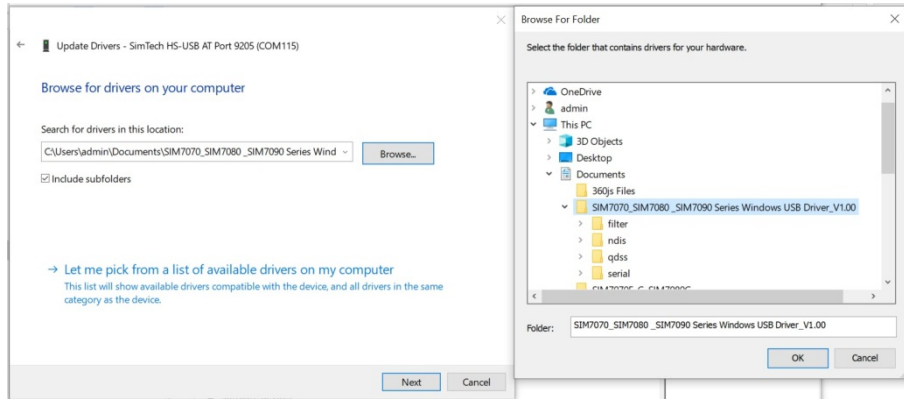 Update Drivers - SimTech HS-USB AT Port 9205 (COM115)
Browse for drivers on your computer
Search for drivers in this location:
C:\Users\admin\Documents\SIM7070_SIM7080 _SIM7090 Series Wind
Browse...
Include subfolders
Let me pick from a list of available drivers on my computer
This list will show available drivers compatible with the device, and all drivers in the same
category as the device.
Next
Cancel
Browse For Folder
Select the folder that contains drivers for your hardware.
OneDrive
admin
This PC
3D Objects
Desktop
Documents
360js Files
SIM7070_SIM7080 _SIM7090 Series Windows USB Driver_V1.00
filter
ndis
qdss
serial
Folder:
SIM7070_SIM7080 _SIM7090 Series Windows USB Driver_V1.00
OK
Cancel